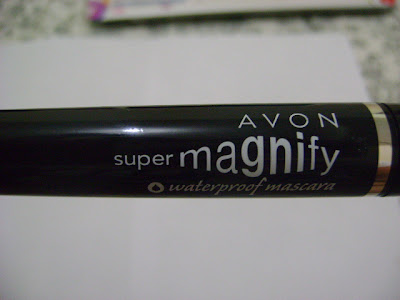 AVON
super magnify
waterproof mascara